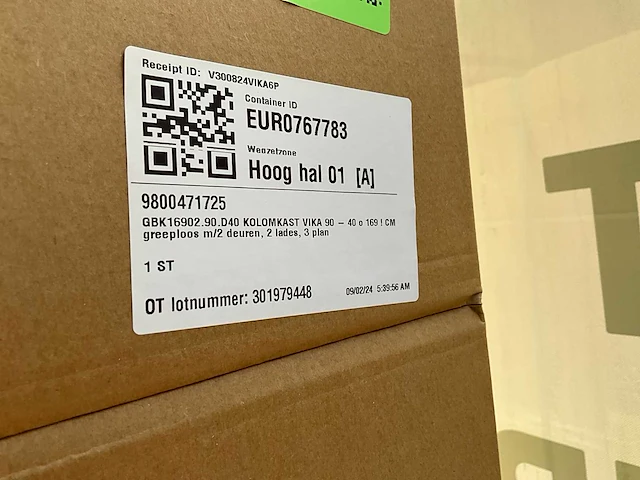 Receipt ID: V300824VIKA6P
Container ID
EUR0767783
Wegzetzone
Hoog hal 01 [A]
9800471725
GBK16902.90.D40 KOLOMKAST VIKA 90 – 40 o 169 ! CM
greeploos m/2 deuren, 2 lades, 3 plan
1 ST
OT lotnummer: 301979448
09/02/24 5:39:56 AM